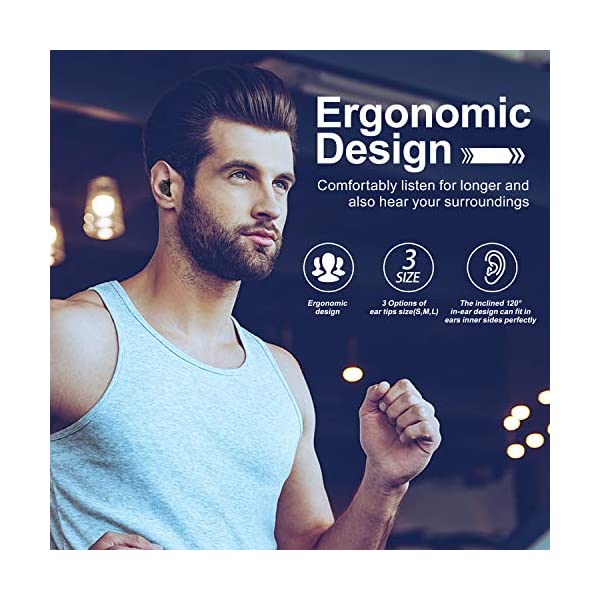 Ergonomic
Design
Comfortably listen for longer and
also hear your surroundings
3
SIZE
Ergonomic
design
3 Options of
ear tips size(S,M,L)
The inclined 120°
in-ear design can fit in
ears inner sides perfectly